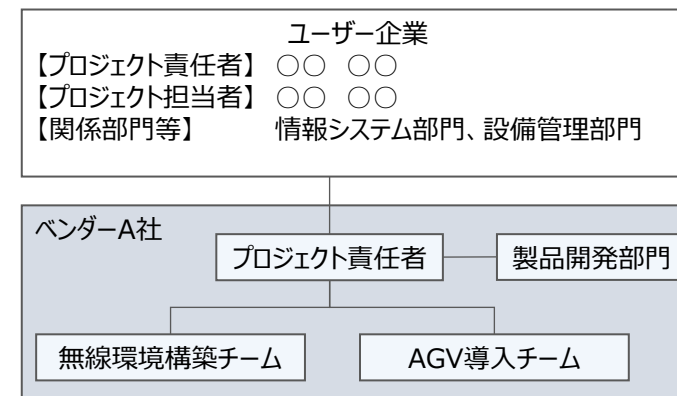 ユーザー企業
【プロジェクト責任者】 ○○ ○○
【プロジェクト担当者】 ○○ ○○
【関係部門等】 情報システム部門、設備管理部門
ベンダーA社
プロジェクト責任者
製品開発部門
無線環境構築チーム
AGV導入チーム